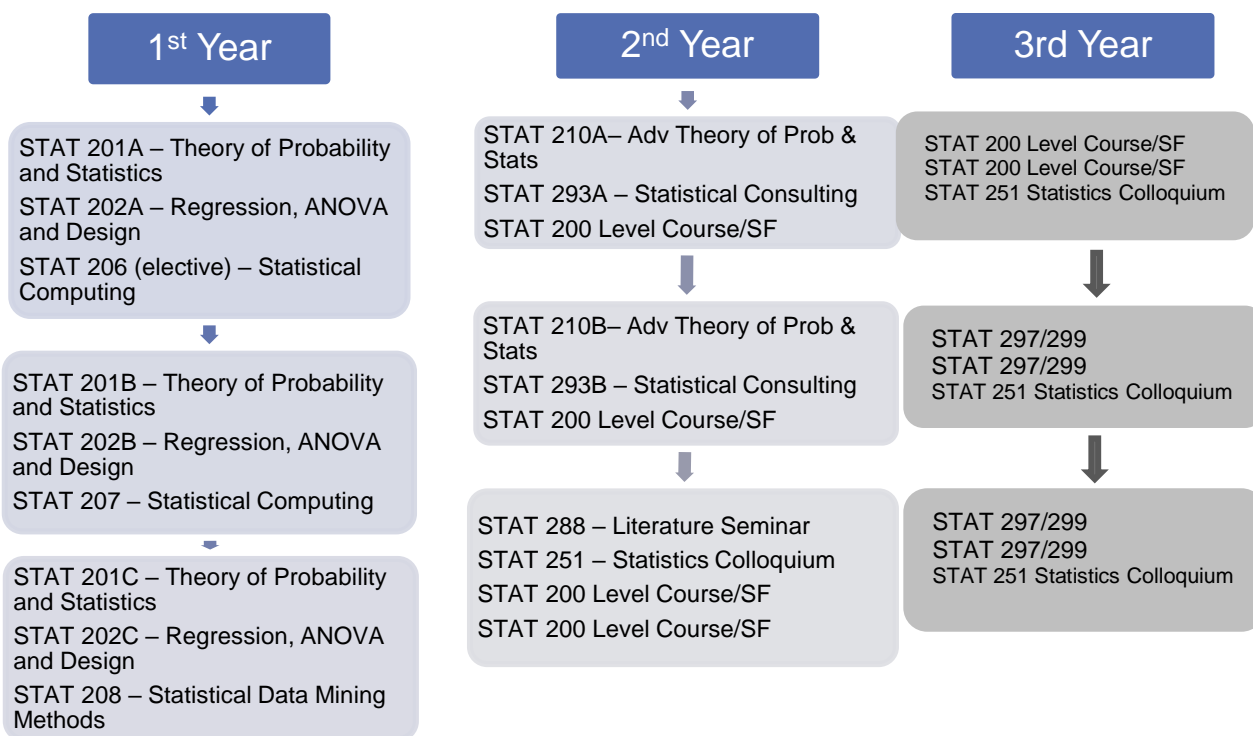 1st Year
STAT 201A – Theory of Probability
and Statistics
STAT 202A – Regression, ANOVA
and Design
STAT 206 (elective) – Statistical
Computing
STAT 201B – Theory of Probability
and Statistics
STAT 202B – Regression, ANOVA
and Design
STAT 207 – Statistical Computing
STAT 201C – Theory of Probability
and Statistics
STAT 202C – Regression, ANOVA
and Design
STAT 208 – Statistical Data Mining
Methods
2nd Year
STAT 210A– Adv Theory of Prob &
Stats
STAT 293A – Statistical Consulting
STAT 200 Level Course/SF
STAT 210B– Adv Theory of Prob &
Stats
STAT 293B – Statistical Consulting
STAT 200 Level Course/SF
STAT 288 – Literature Seminar
STAT 251 – Statistics Colloquium
STAT 200 Level Course/SF
STAT 200 Level Course/SF
3rd Year
STAT 200 Level Course/SF
STAT 200 Level Course/SF
STAT 251 Statistics Colloquium
STAT 297/299
STAT 297/299
STAT 251 Statistics Colloquium
STAT 297/299
STAT 297/299
STAT 251 Statistics Colloquium